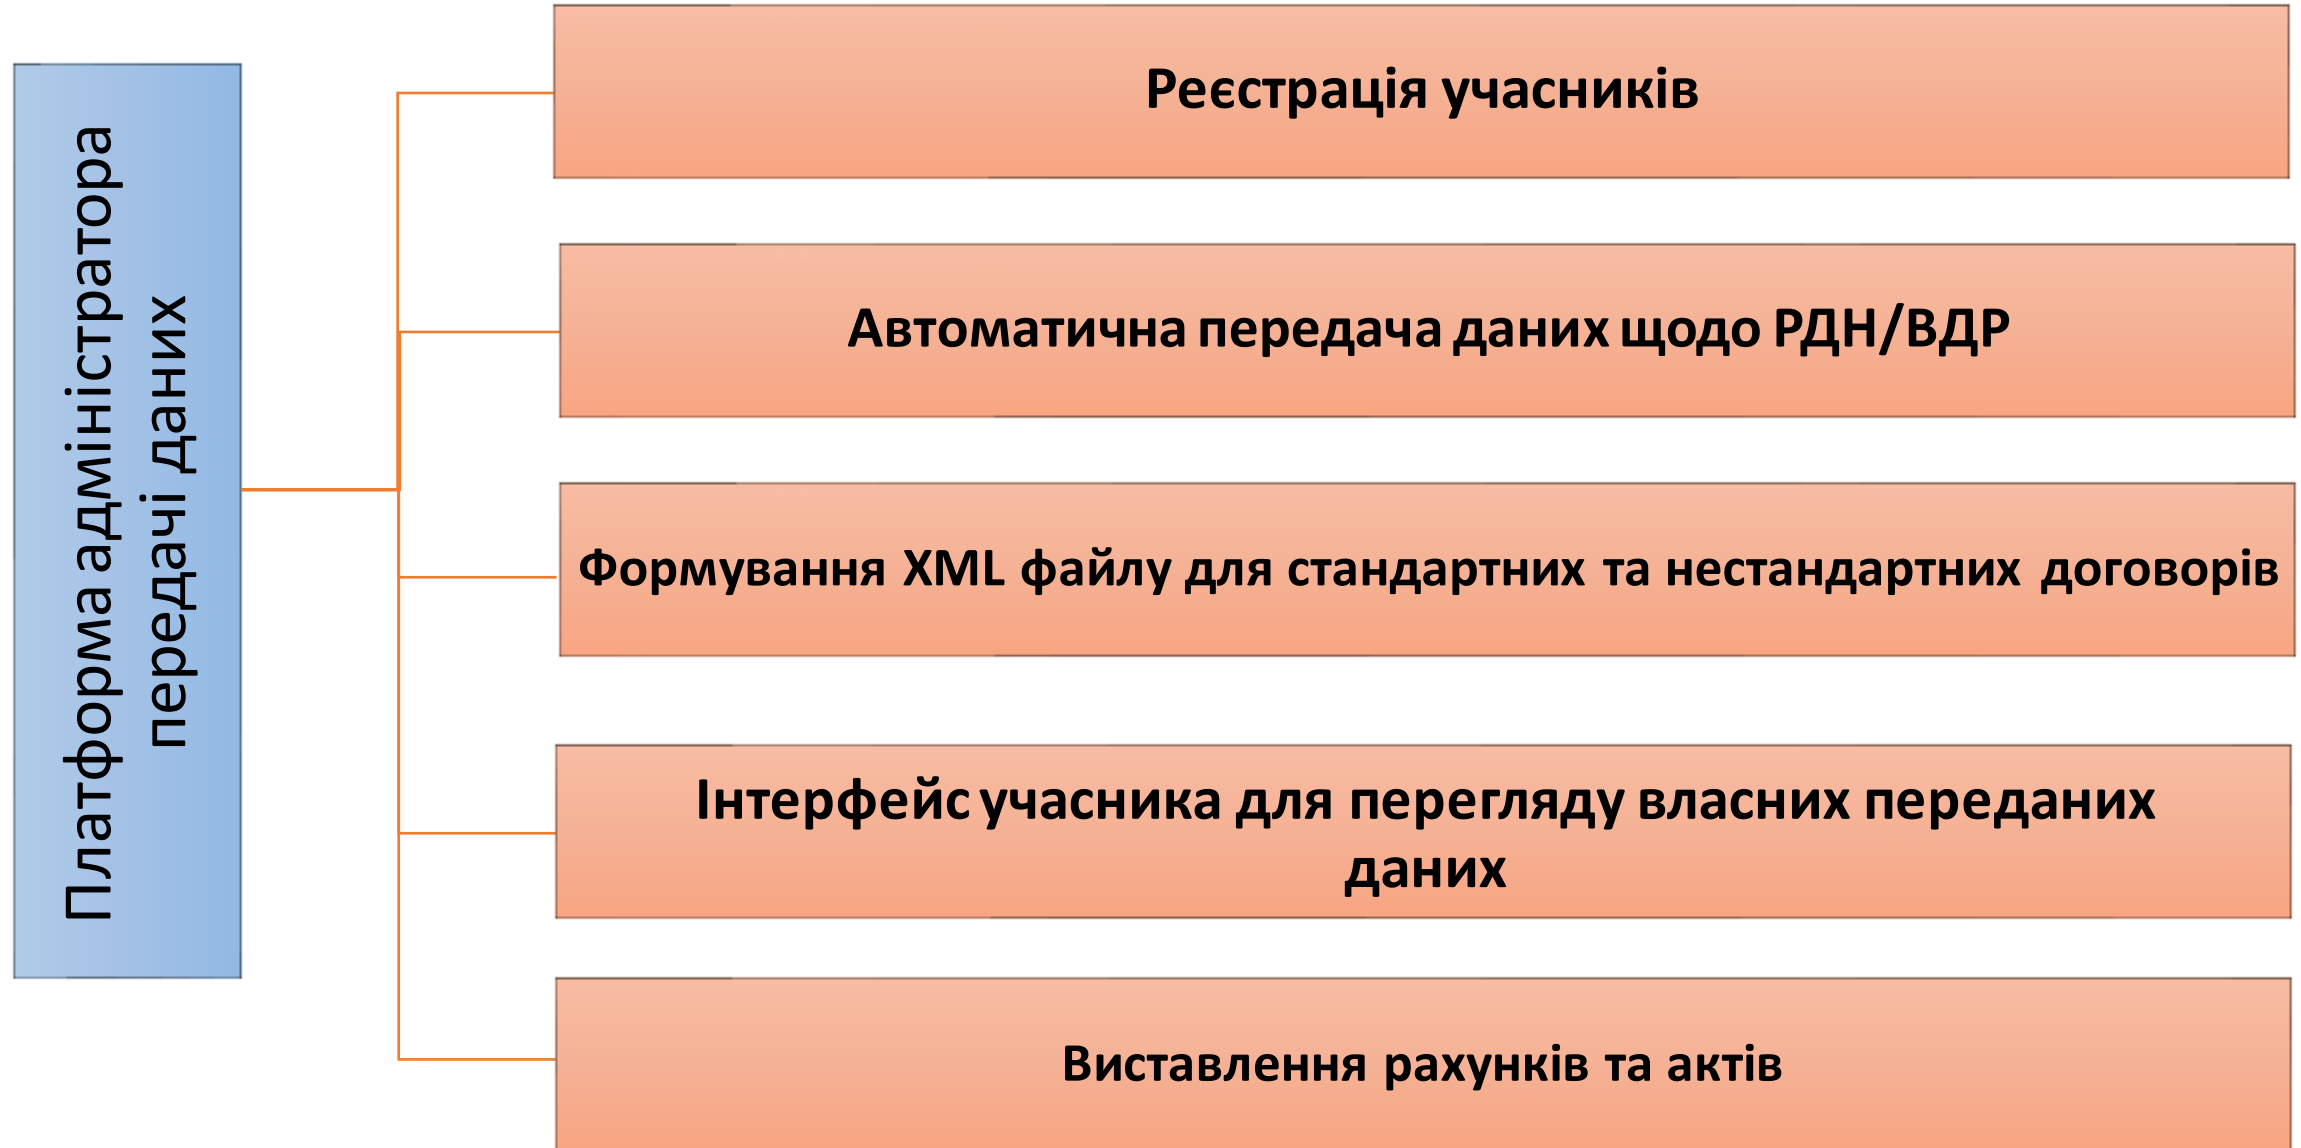 Платформа адміністратора
передачі даних
Реєстрація учасників
Автоматична передача даних щодо РДН/ВДР
Формування XML файлу для стандартних та нестандартних договорів
Інтерфейс учасника для перегляду власних переданих
даних
Виставлення рахунків та актів